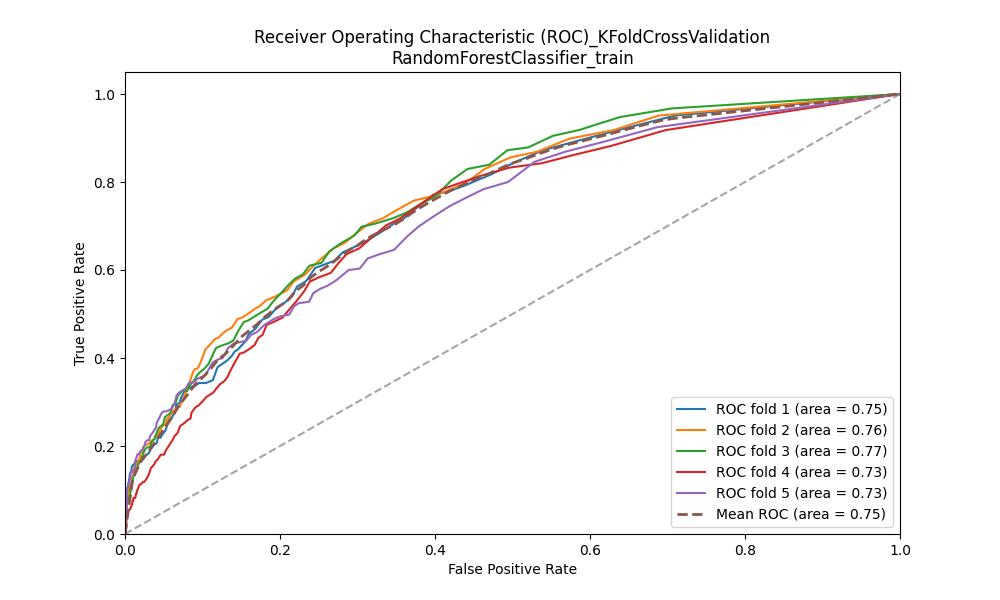 Receiver Operating Characteristic (ROC)_KFoldCrossValidation
RandomForestClassifier_train
True Positive Rate
1.0
0.8
0.6
0.4
0.2
0.0
0.0 0.2 0.4 0.6 0.8 1.0
False Positive Rate
ROC fold 1 (area = 0.75)
ROC fold 2 (area = 0.76)
ROC fold 3 (area = 0.77)
ROC fold 4 (area = 0.73)
ROC fold 5 (area = 0.73)
Mean ROC (area = 0.75)